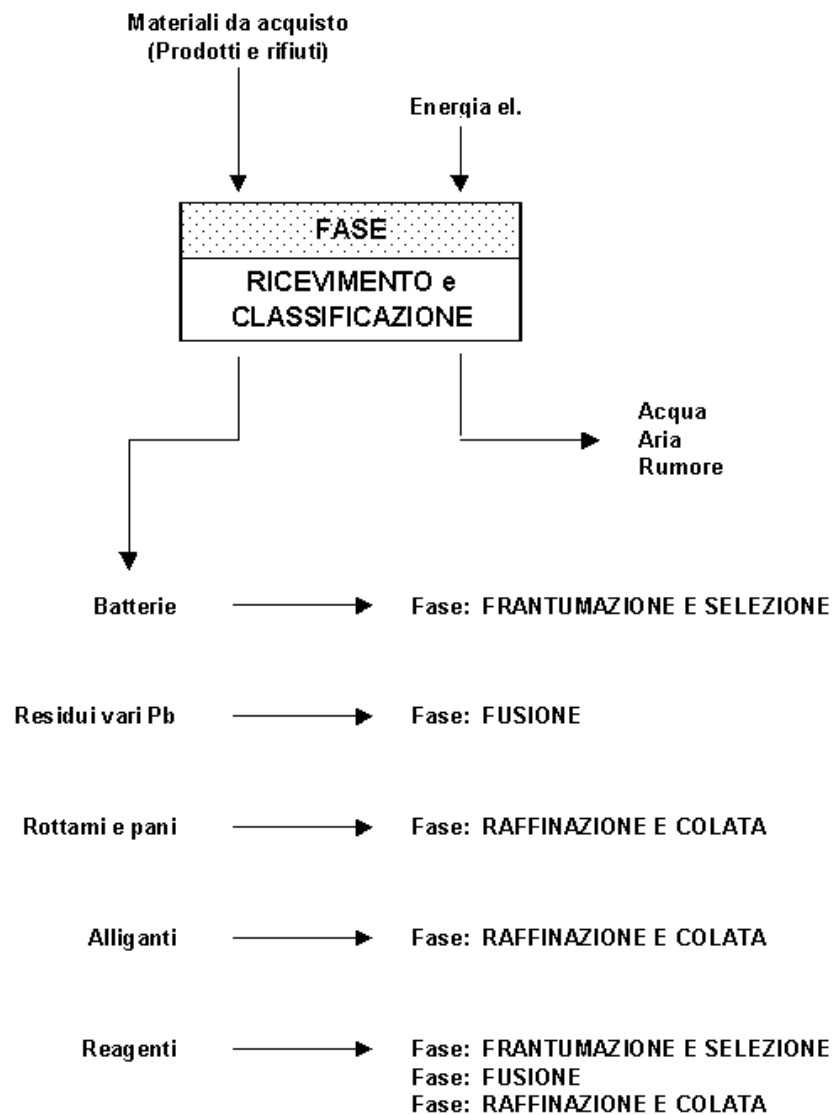 Materiali da acquisto
(Prodotti e rifiuti)
Energia el.
FASE
RICEVIMENTO e
CLASSIFICAZIONE
Acqua
Aria
Rumore
Batterie
Fase: FRANTUMAZIONE E SELEZIONE
Residui vari Pb
Fase: FUSIONE
Rottami e pani
Fase: RAFFINAZIONE E COLATA
Alliganti
Fase: RAFFINAZIONE E COLATA
Reagenti
Fase: FRANTUMAZIONE E SELEZIONE
Fase: FUSIONE
Fase: RAFFINAZIONE E COLATA